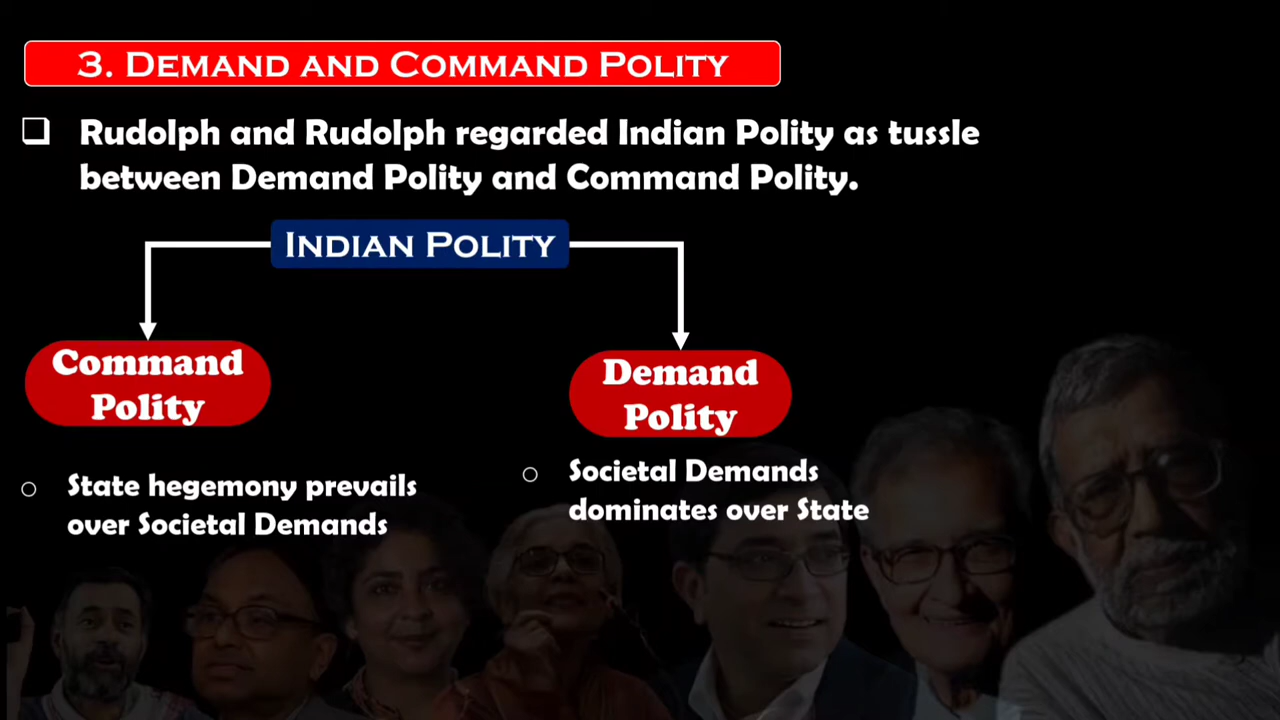 3. DEMAND AND COMMAND POLITY
❑ Rudolph and Rudolph regarded Indian Polity as tussle
between Demand Polity and Command Polity.
INDIAN POLITY
Command
Polity
○ State hegemony prevails
over Societal Demands
Demand
Polity
○ Societal Demands
dominates over State